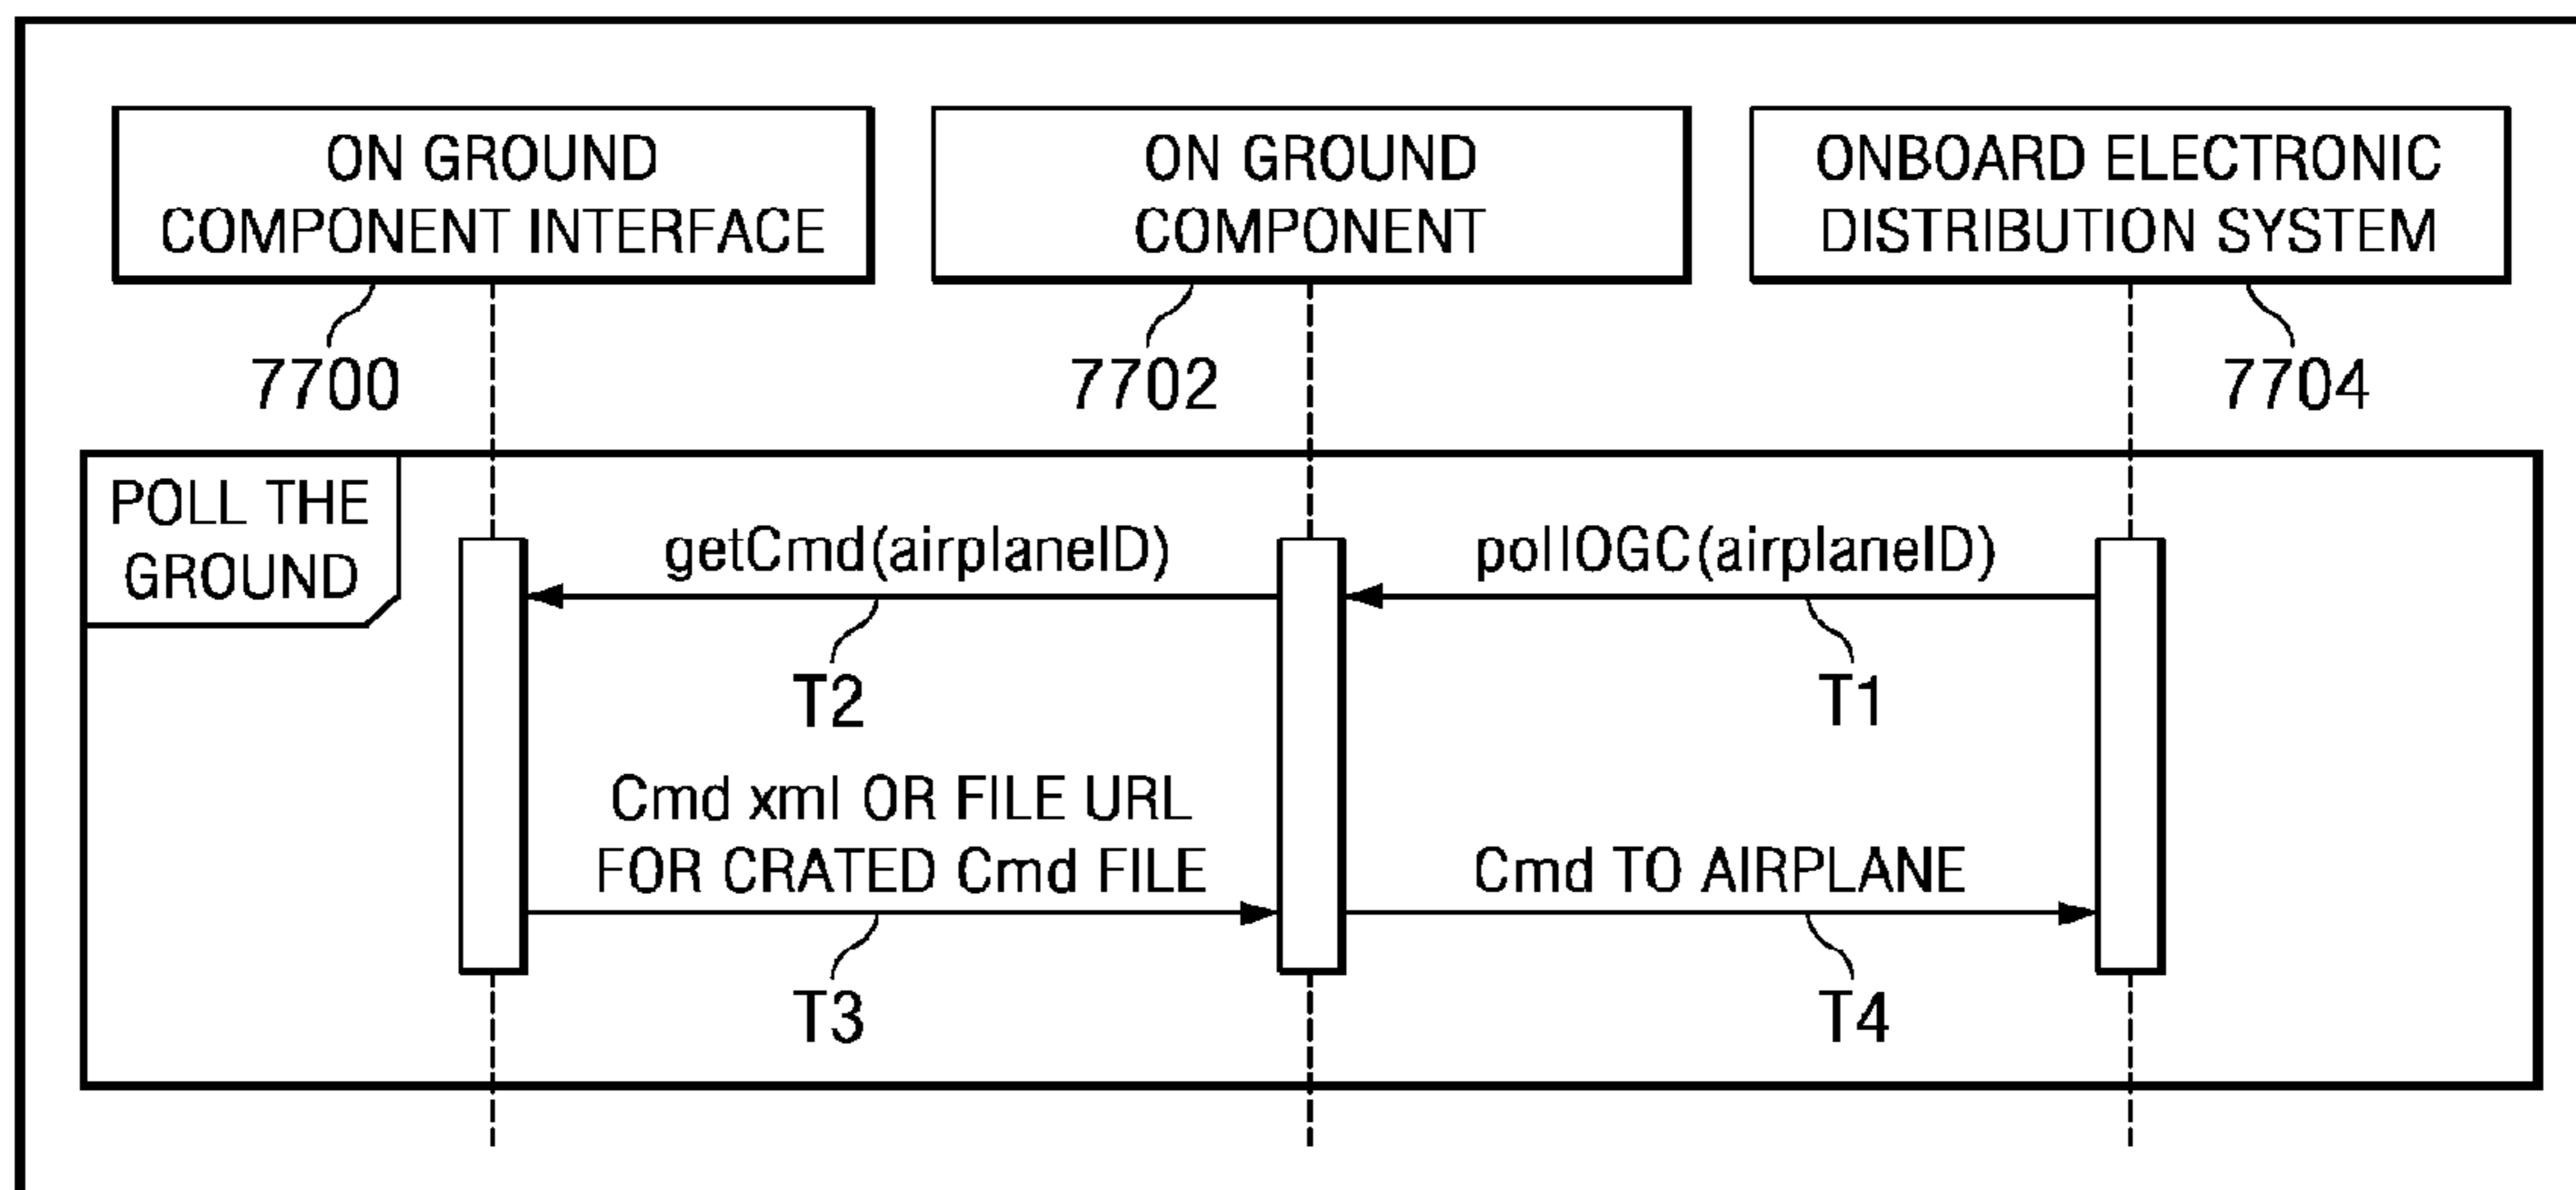 ON GROUND
COMPONENT INTERFACE
ON GROUND
COMPONENT
ONBOARD ELECTRONIC
DISTRIBUTION SYSTEM
7700
7702
7704
POLL THE
GROUND
getCmd(airplaneID)
pollOGC(airplaneID)
T2
T1
Cmd xml OR FILE URL
FOR CRATED Cmd FILE
Cmd TO AIRPLANE
T3
T4